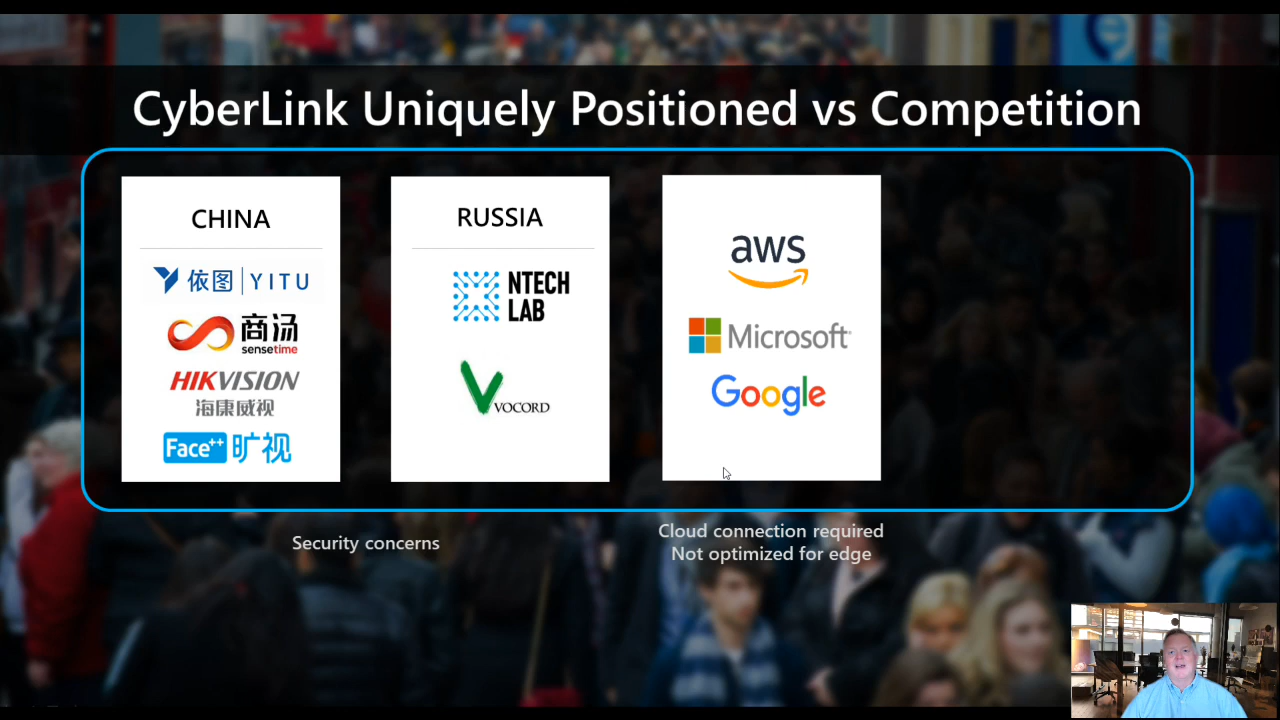 CyberLink Uniquely Positioned vs Competition
CHINA
依图 | YITU
商汤
sensetime
HIKVISION
海康威视
Face++ 旷视
RUSSIA
NTECH
LAB
VOCORD
aws
Microsoft
Google
Security concerns
Cloud connection required
Not optimized for edge